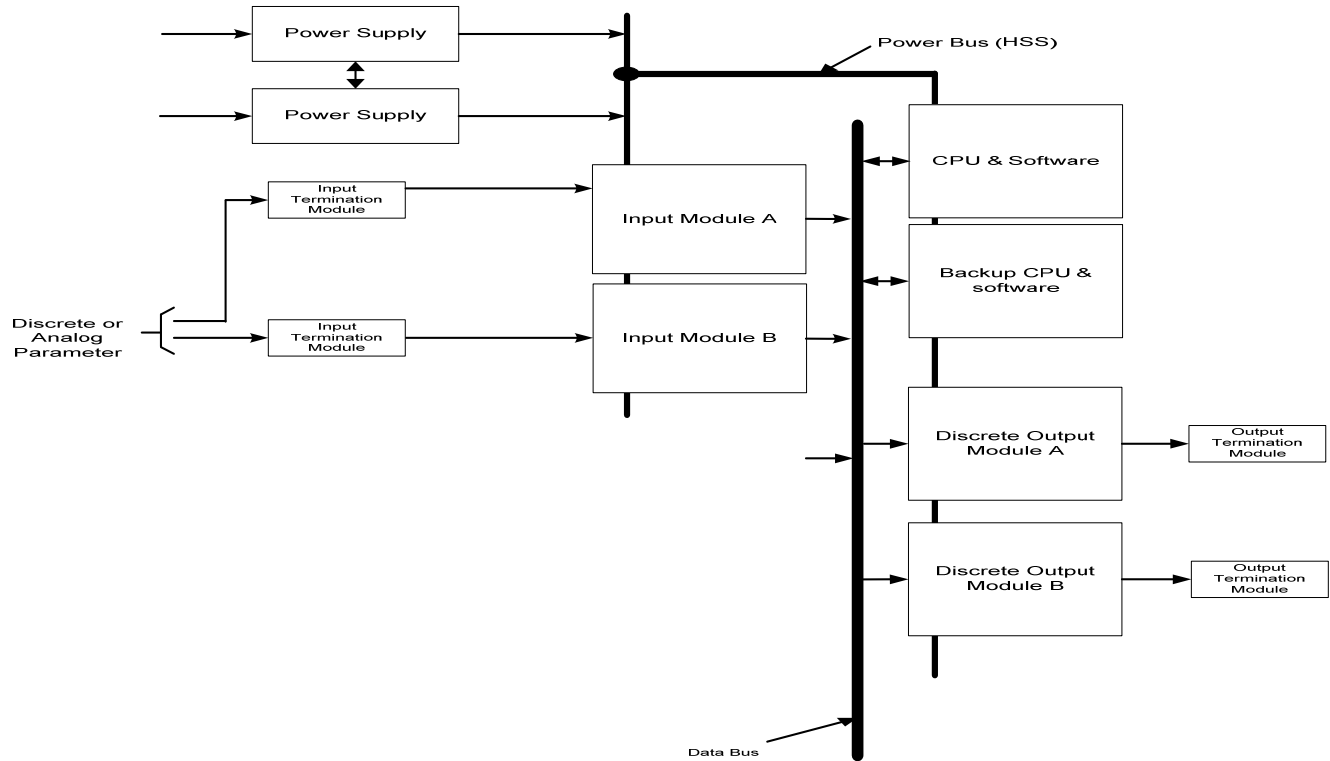 Power Supply
Power Bus (HSS)
Power Supply
CPU & Software
Input
Termination
Module
Input Module A
Backup CPU &
software
Discrete or
Analog
Parameter
Input
Termination
Module
Input Module B
Discrete Output
Module A
Output
Termination
Module
Discrete Output
Module B
Output
Termination
Module
Data Bus